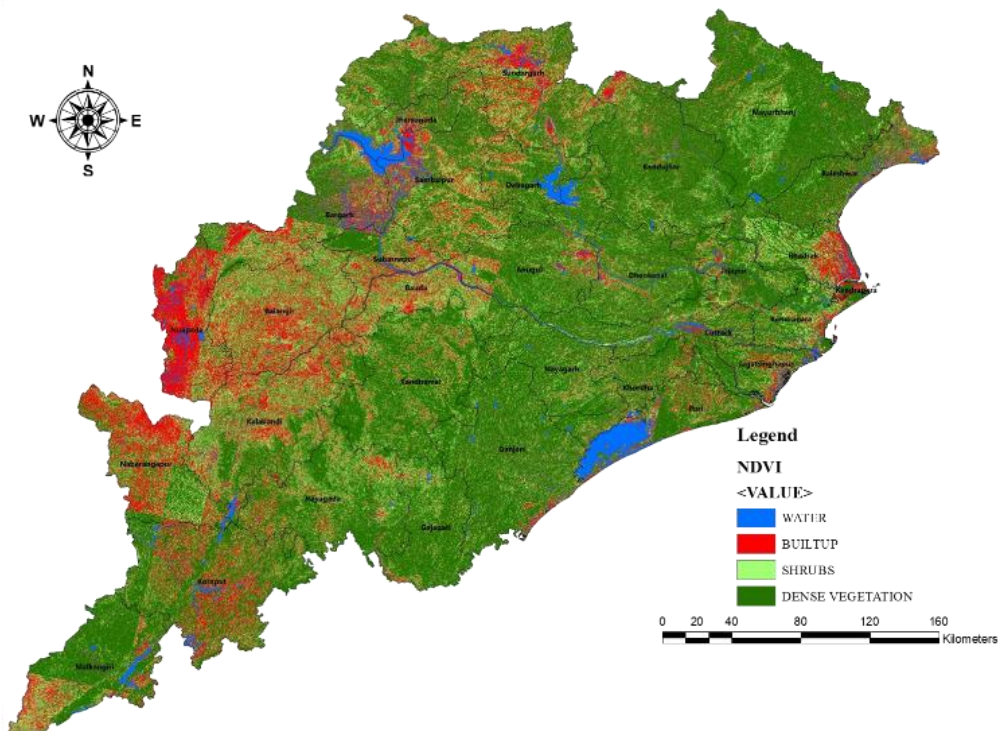 N
W
E
S
Sundargarh
Mayurbhanj
Jharsuguda
Kendujhar
Baleshwar
Sambalpur
Debagarh
Bargarh
Bhadrak
Subarnapur
Anugul
Dhenkanal
Jajapur
Bauda
Kendrapara
Balangir
Nuapada
Cuttack
Jagatsinghapur
Nayagarh
Kandhamal
Khordha
Puri
Kalahandi
Ganjam
Nabarangapur
Rayagada
Gajapati
Koraput
Malkangiri
Legend
NDVI
<VALUE>
WATER
BUILTUP
SHRUBS
DENSE VEGETATION
0 20 40 80 120 160
Kilometers